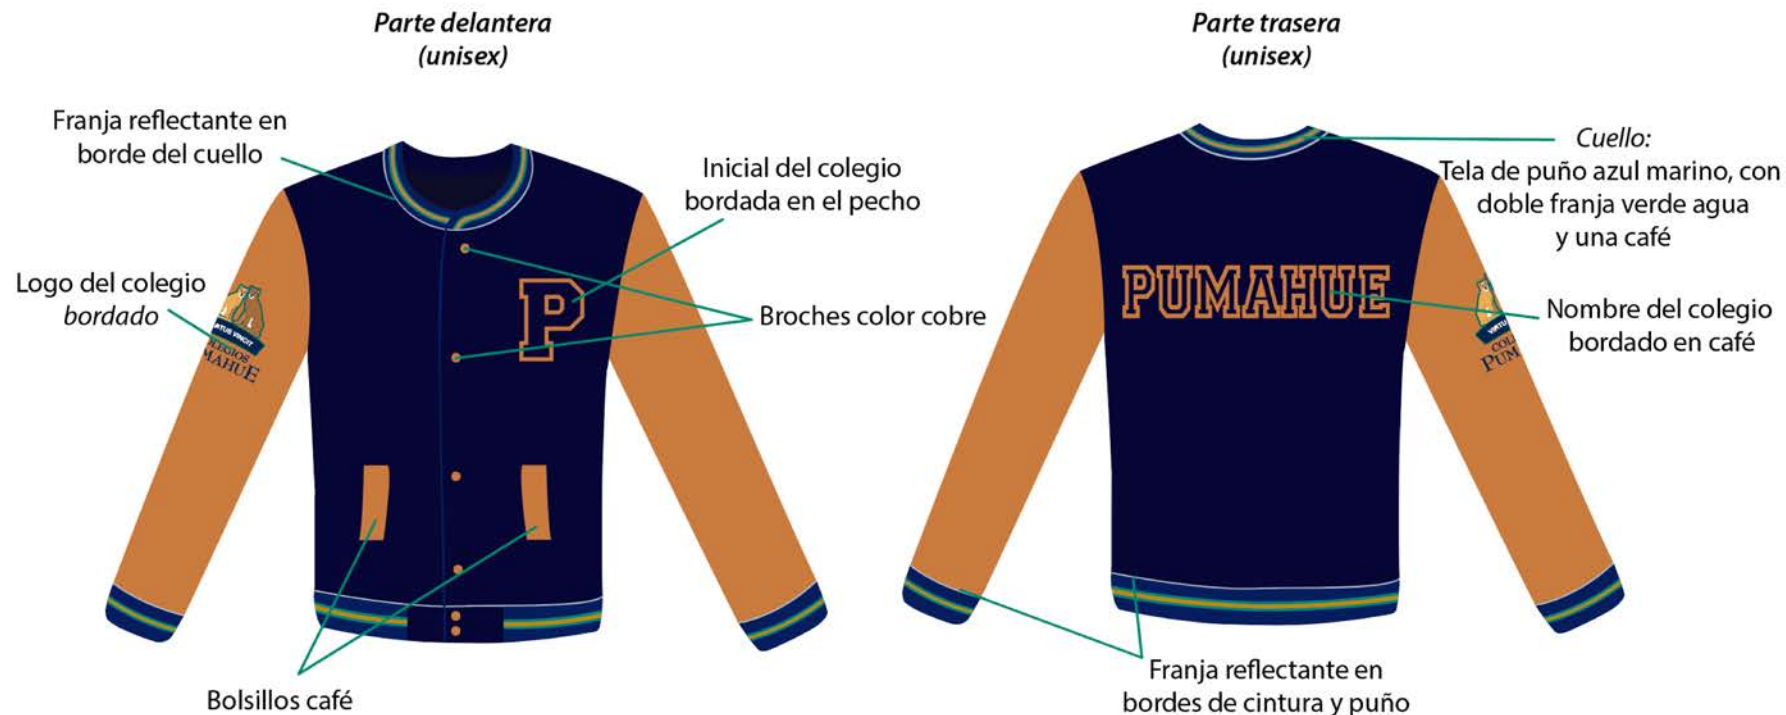 Parte delantera
(unisex)
Franja reflectante en
borde del cuello
Inicial del colegio
bordada en el pecho
Logo del colegio
bordado
Broches color cobre
P
Bolsillos café
Parte trasera
(unisex)
Cuello:
Tela de puño azul marino, con
doble franja verde agua
y una café
PUMAHUE
Nombre del colegio
bordado en café
Franja reflectante en
bordes de cintura y puño
VINCIT